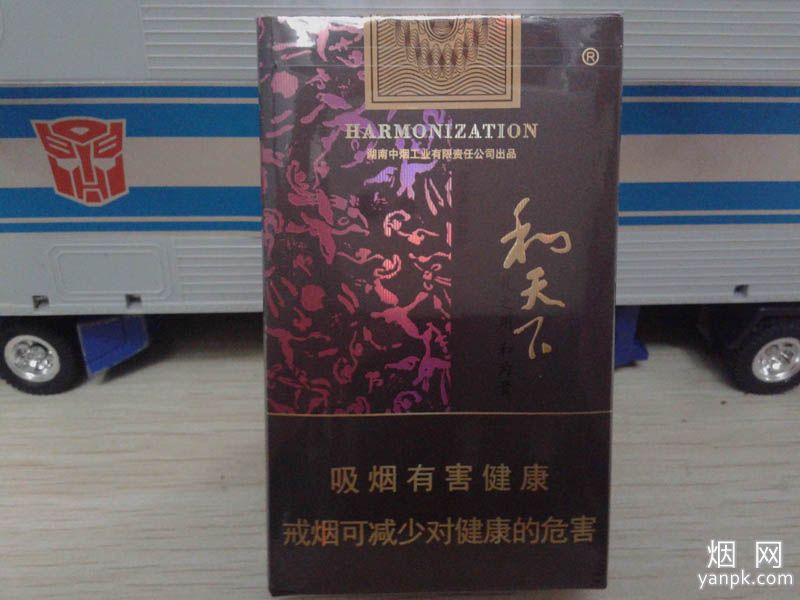 ®
HARMONIZATION
湖南中烟工业有限责任公司出品
和天下
吸烟有害健康
戒烟可减少对健康的危害
烟网
yanpk.com